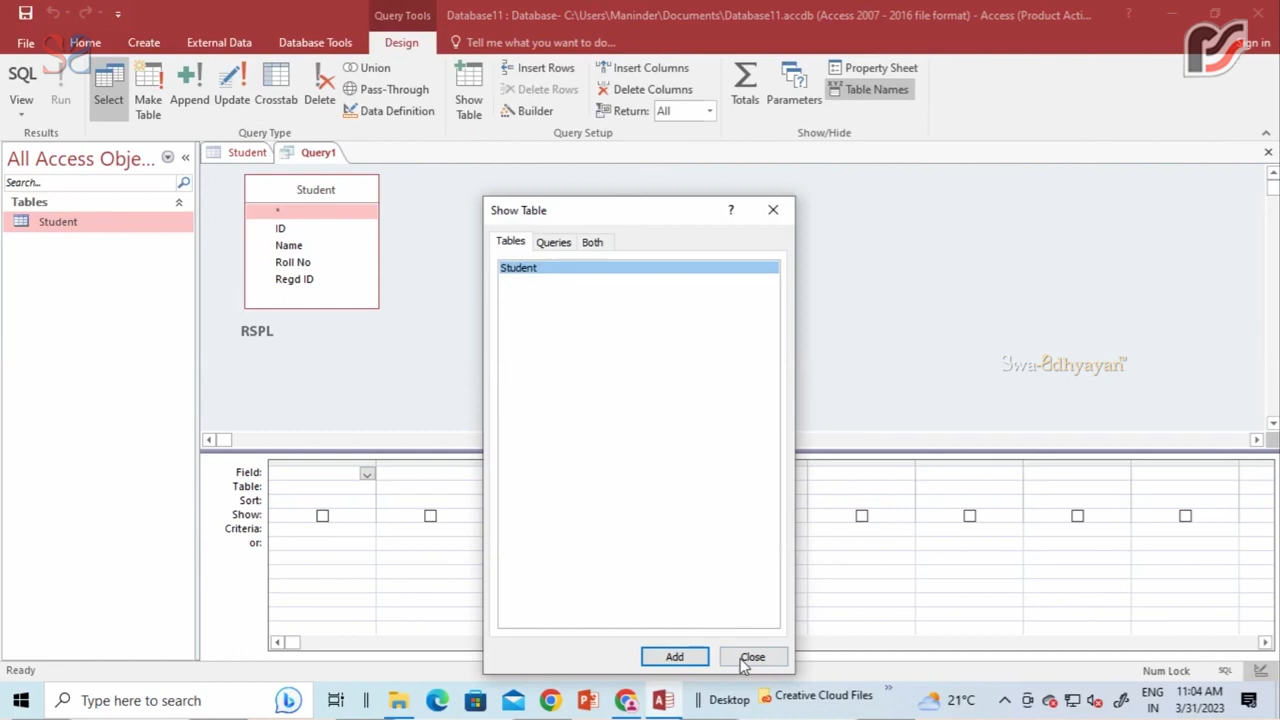 Query Tools
Database11 : Database- C:\Users\Maninder\Documents\Database11.accdb (Access 2007 - 2016 file format) - Access (Product Acti...
?
File Home Create External Data Database Tools Design Tell me what you want to do... Sign in
SQL
View
Run
Results
Select
Make Table
Append
Update
Crosstab
Delete
Union
Pass-Through
Data Definition
Query Type
Show Table
Insert Rows
Delete Rows
Builder
Insert Columns
Delete Columns
Return: All
Query Setup
Totals
Parameters
Property Sheet
Table Names
Show/Hide
All Access Obje...
Search...
Tables
Student
Student Query1
Student
*
ID
Name
Roll No
Regd ID
RSPL
Show Table ?
Tables Queries Both
Student
Add Close
Swa-adhyayan™
Field:
Table:
Sort:
Show:
Criteria:
or:
Ready Num Lock SQL
Type here to search
Desktop
Creative Cloud Files
»
21°C
ENG
IN
11:04 AM
3/31/2023